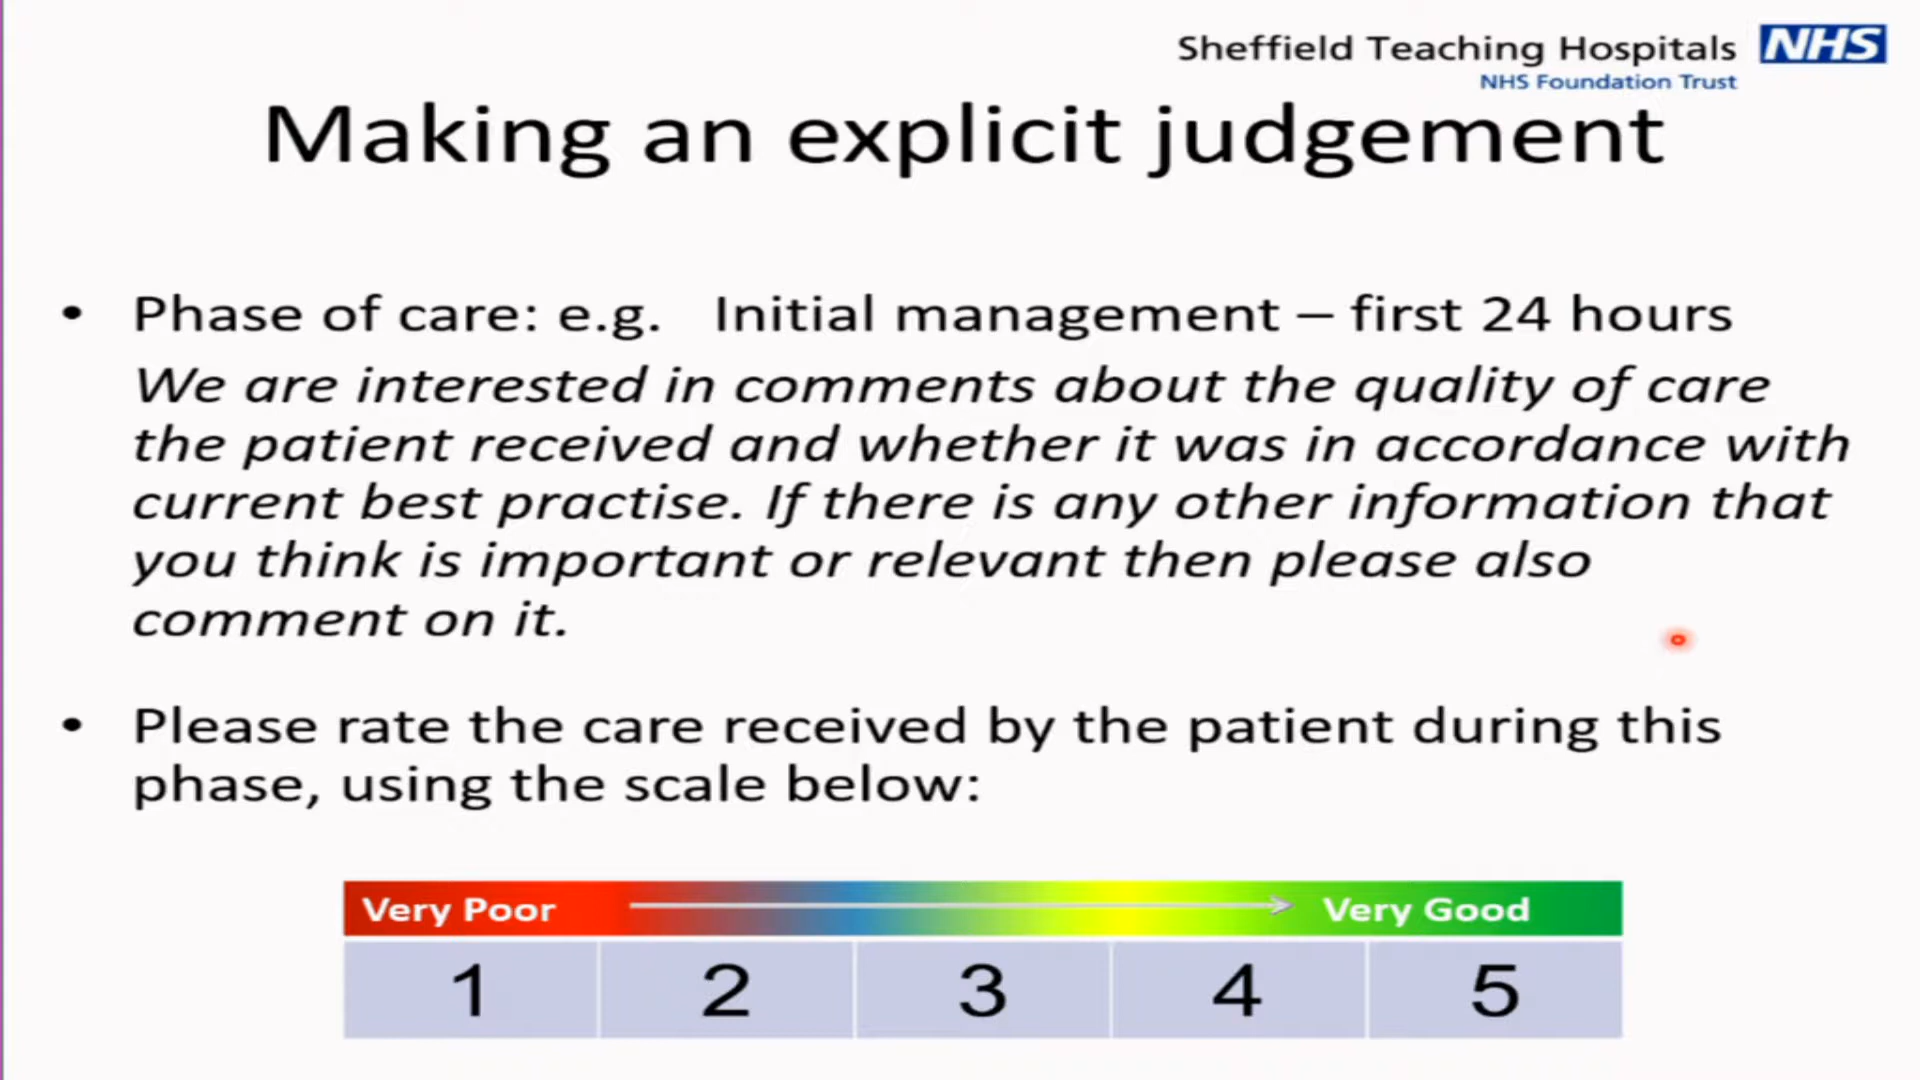 Sheffield Teaching Hospitals NHS
NHS Foundation Trust
Making an explicit judgement
• Phase of care: e.g. Initial management – first 24 hours
We are interested in comments about the quality of care
the patient received and whether it was in accordance with
current best practise. If there is any other information that
you think is important or relevant then please also
comment on it.
• Please rate the care received by the patient during this
phase, using the scale below:
Very Poor Very Good
1 2 3 4 5